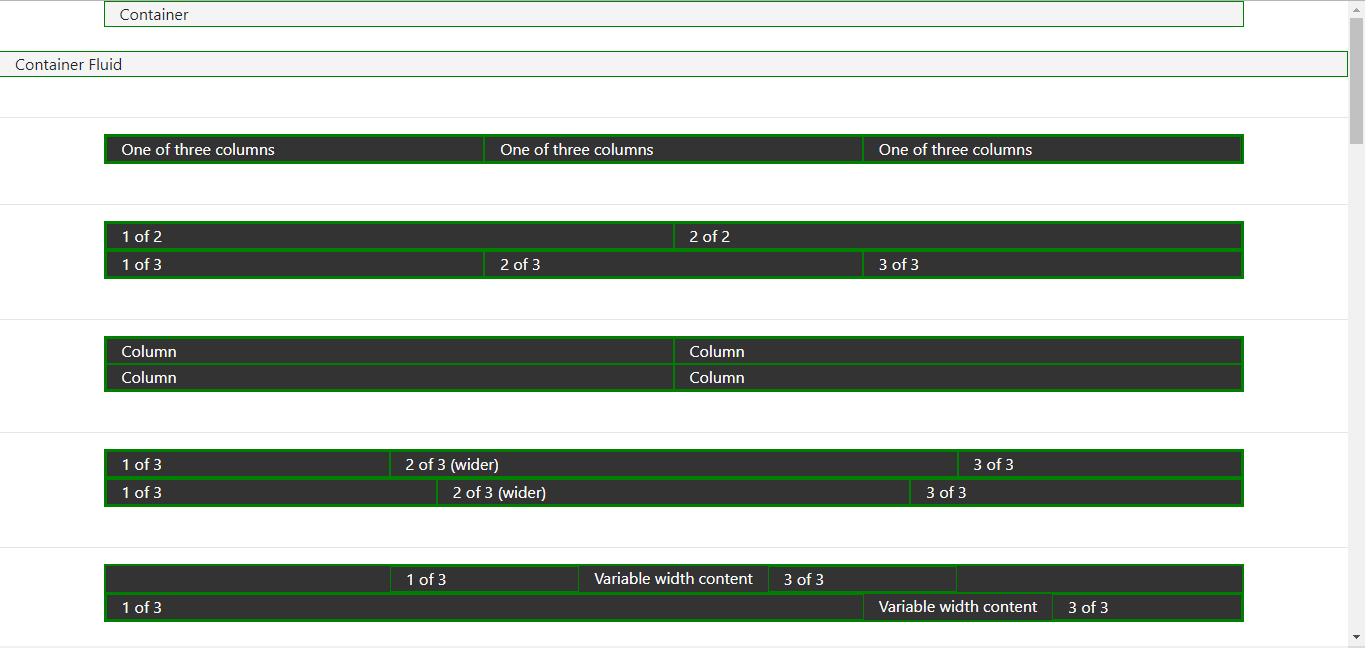 Container
Container Fluid
One of three columns One of three columns One of three columns
1 of 2 2 of 2
1 of 3 2 of 3 3 of 3
Column Column
Column Column
1 of 3 2 of 3 (wider) 3 of 3
1 of 3 2 of 3 (wider) 3 of 3
1 of 3 Variable width content 3 of 3
1 of 3 Variable width content 3 of 3